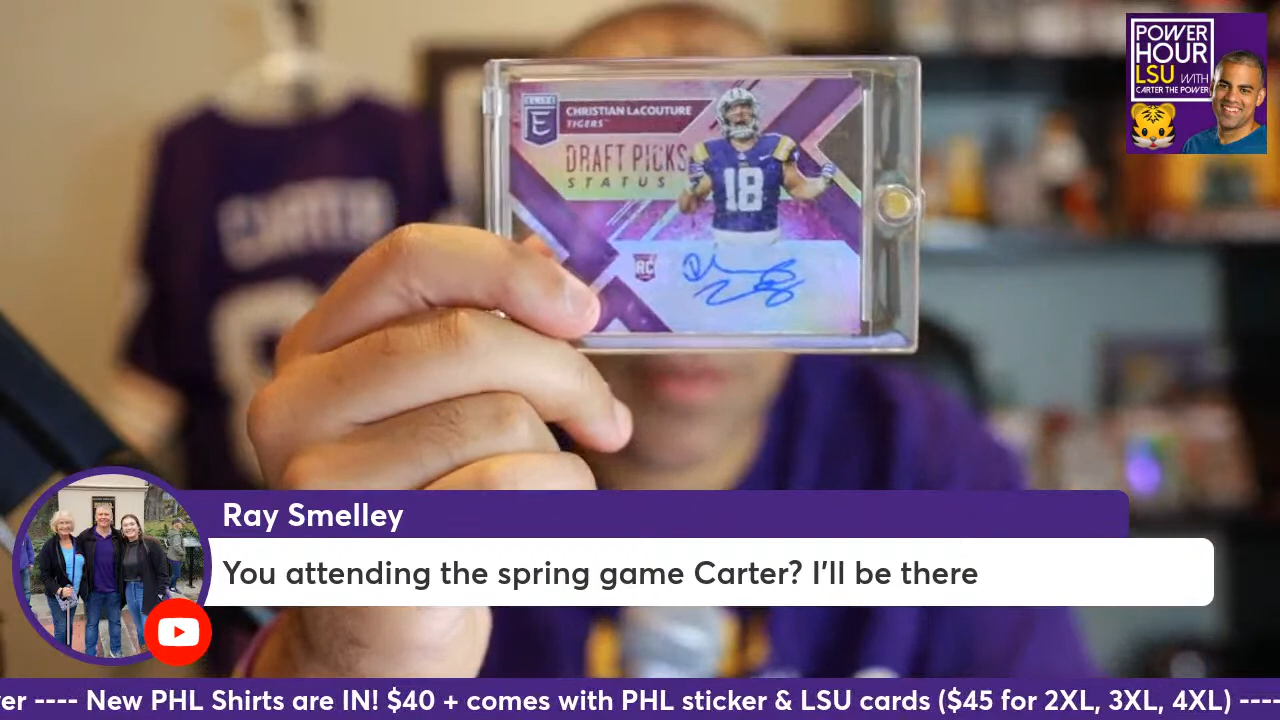 POWER
HOUR
LSU WITH
CARTER THE POWER
ELITE
E
CHRISTIAN LaCOUTURE
TIGERS
DRAFT PICKS
STATUS
18
RC
CARTER
Ray Smelley
You attending the spring game Carter? I'll be there
er ---- New PHL Shirts are IN! $40 + comes with PHL sticker & LSU cards ($45 for 2XL, 3XL, 4XL) ----